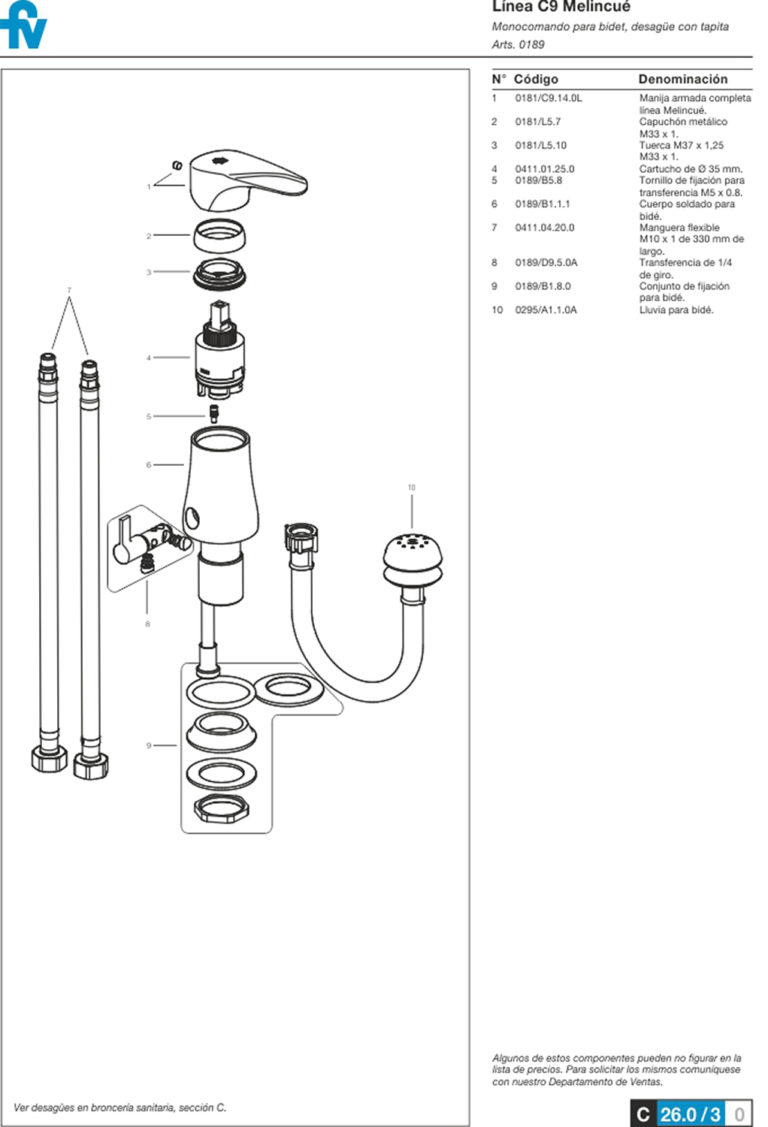 fv
Línea C9 Melincué
Monocomando para bidet, desagüe con tapita
Arts. 0189
N° Código Denominación
1 0181/C9.14.0L Manija armada completa
línea Melincué.
2 0181/L5.7 Capuchón metálico
M33 x 1.
3 0181/L5.10 Tuerca M37 x 1,25
M33 x 1.
4 0411.01.25.0 Cartucho de Ø 35 mm.
5 0189/B5.8 Tornillo de fijación para
transferencia M5 x 0.8.
6 0189/B1.1.1 Cuerpo soldado para
bidé.
7 0411.04.20.0 Manguera flexible
M10 x 1 de 330 mm de
largo.
8 0189/D9.5.0A Transferencia de 1/4
de giro.
9 0189/B1.8.0 Conjunto de fijación
para bidé.
10 0295/A1.1.0A Lluvia para bidé.
1
2
3
7
4
5
6
10
8
9
Algunos de estos componentes pueden no figurar en la
lista de precios. Para solicitar los mismos comuníquese
con nuestro Departamento de Ventas.
Ver desagües en broncería sanitaria, sección C.
C 26.0/3 0